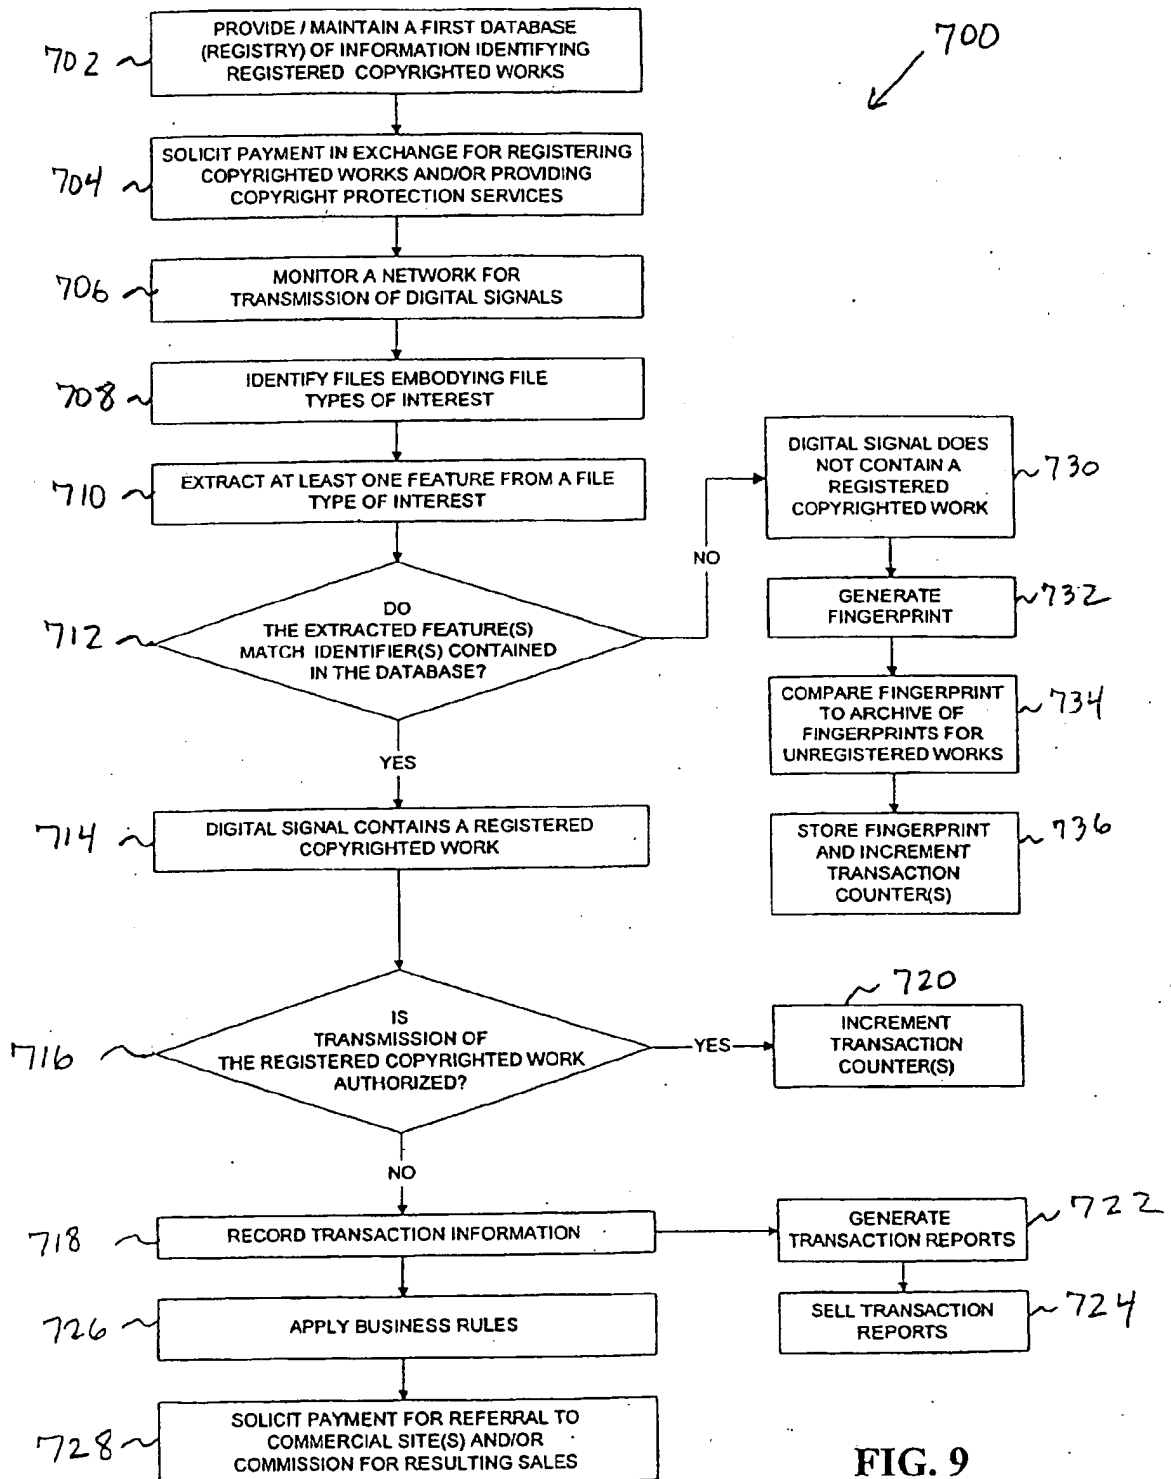 700
702
PROVIDE / MAINTAIN A FIRST DATABASE
(REGISTRY) OF INFORMATION IDENTIFYING
REGISTERED COPYRIGHTED WORKS
704
SOLICIT PAYMENT IN EXCHANGE FOR REGISTERING
COPYRIGHTED WORKS AND/OR PROVIDING
COPYRIGHT PROTECTION SERVICES
706
MONITOR A NETWORK FOR
TRANSMISSION OF DIGITAL SIGNALS
708
IDENTIFY FILES EMBODYING FILE
TYPES OF INTEREST
710
EXTRACT AT LEAST ONE FEATURE FROM A FILE
TYPE OF INTEREST
712
DO
THE EXTRACTED FEATURE(S)
MATCH IDENTIFIER(S) CONTAINED
IN THE DATABASE?
NO
DIGITAL SIGNAL DOES
NOT CONTAIN A
REGISTERED
COPYRIGHTED WORK
730
GENERATE
FINGERPRINT
732
COMPARE FINGERPRINT
TO ARCHIVE OF
FINGERPRINTS FOR
UNREGISTERED WORKS
734
STORE FINGERPRINT
AND INCREMENT
TRANSACTION
COUNTER(S)
736
YES
714
DIGITAL SIGNAL CONTAINS A REGISTERED
COPYRIGHTED WORK
716
IS
TRANSMISSION OF
THE REGISTERED COPYRIGHTED WORK
AUTHORIZED?
YES
720
INCREMENT
TRANSACTION
COUNTER(S)
NO
718
RECORD TRANSACTION INFORMATION
GENERATE
TRANSACTION REPORTS
722
SELL TRANSACTION
REPORTS
724
726
APPLY BUSINESS RULES
728
SOLICIT PAYMENT FOR REFERRAL TO
COMMERCIAL SITE(S) AND/OR
COMMISSION FOR RESULTING SALES
FIG. 9